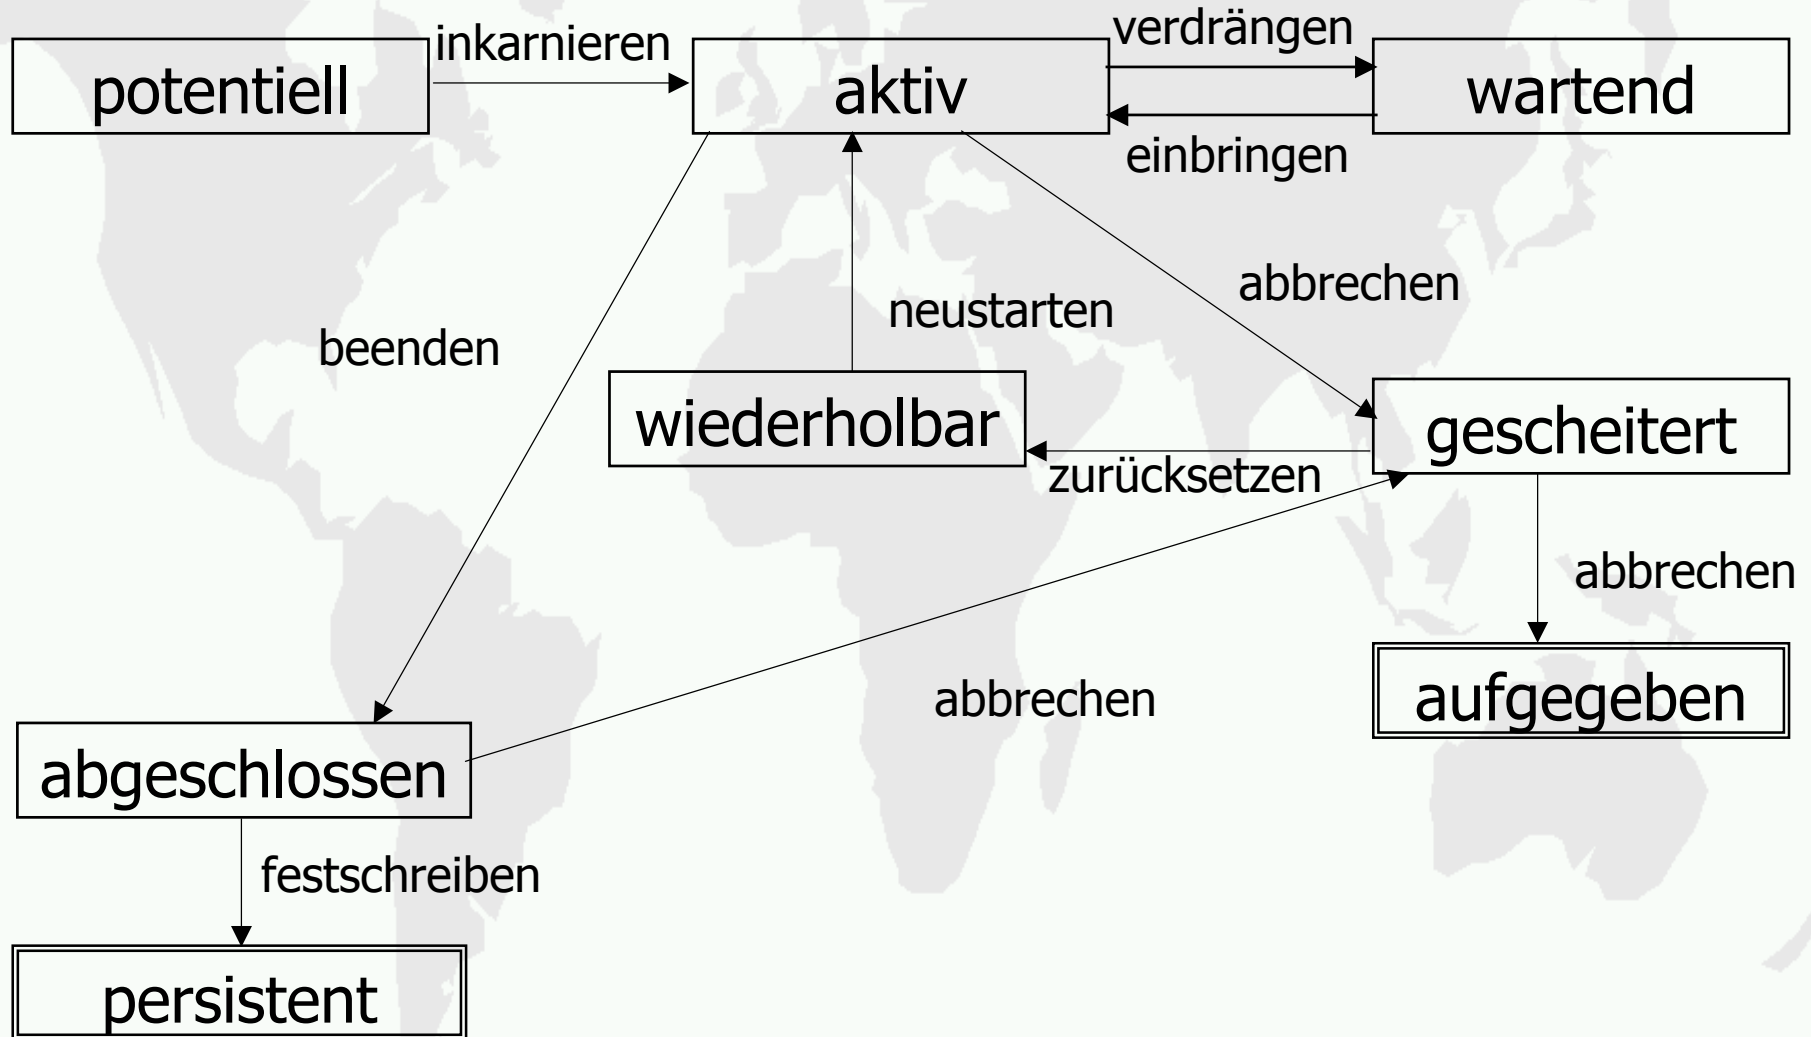 inkarnieren
verdrängen
potentiell
aktiv
wartend
einbringen
abbrechen
neustarten
beenden
wiederholbar
gescheitert
zurücksetzen
abbrechen
abbrechen
aufgegeben
abgeschlossen
festschreiben
persistent